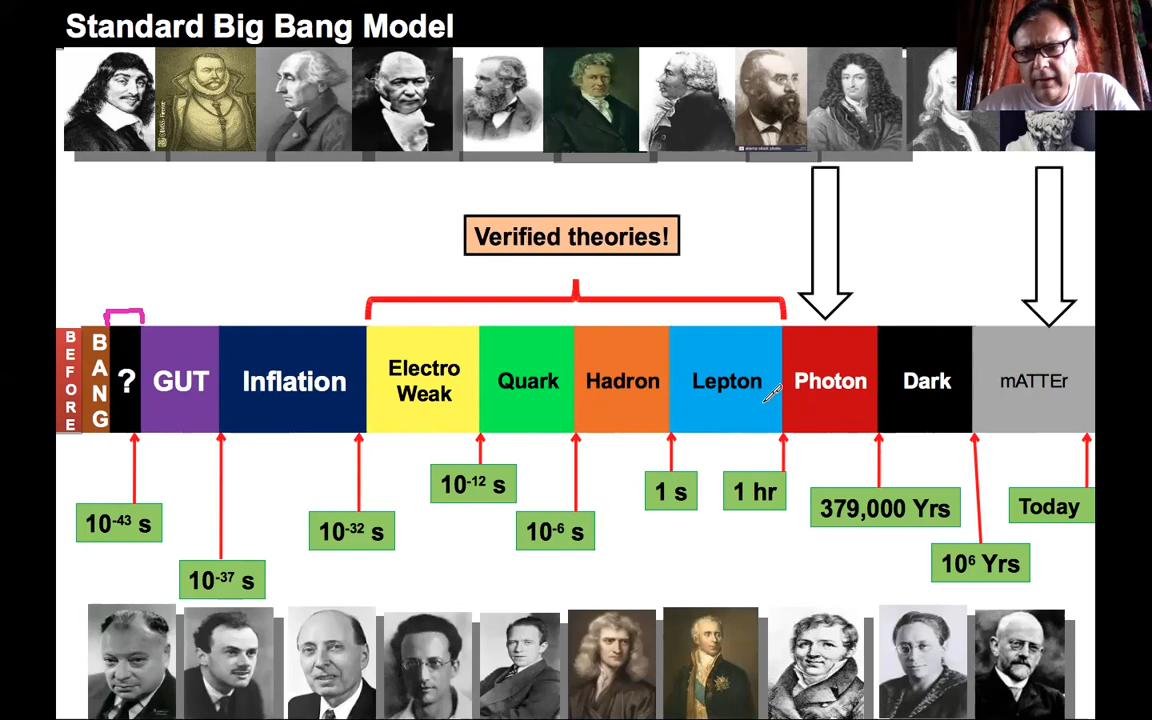 Standard Big Bang Model
Verified theories!
BEFORE
BANG
?
GUT
Inflation
Electro
Weak
Quark
Hadron
Lepton
Photon
Dark
mATTEr
10-43 s
10-37 s
10-32 s
10-12 s
10-6 s
1 s
1 hr
379,000 Yrs
10⁶ Yrs
Today